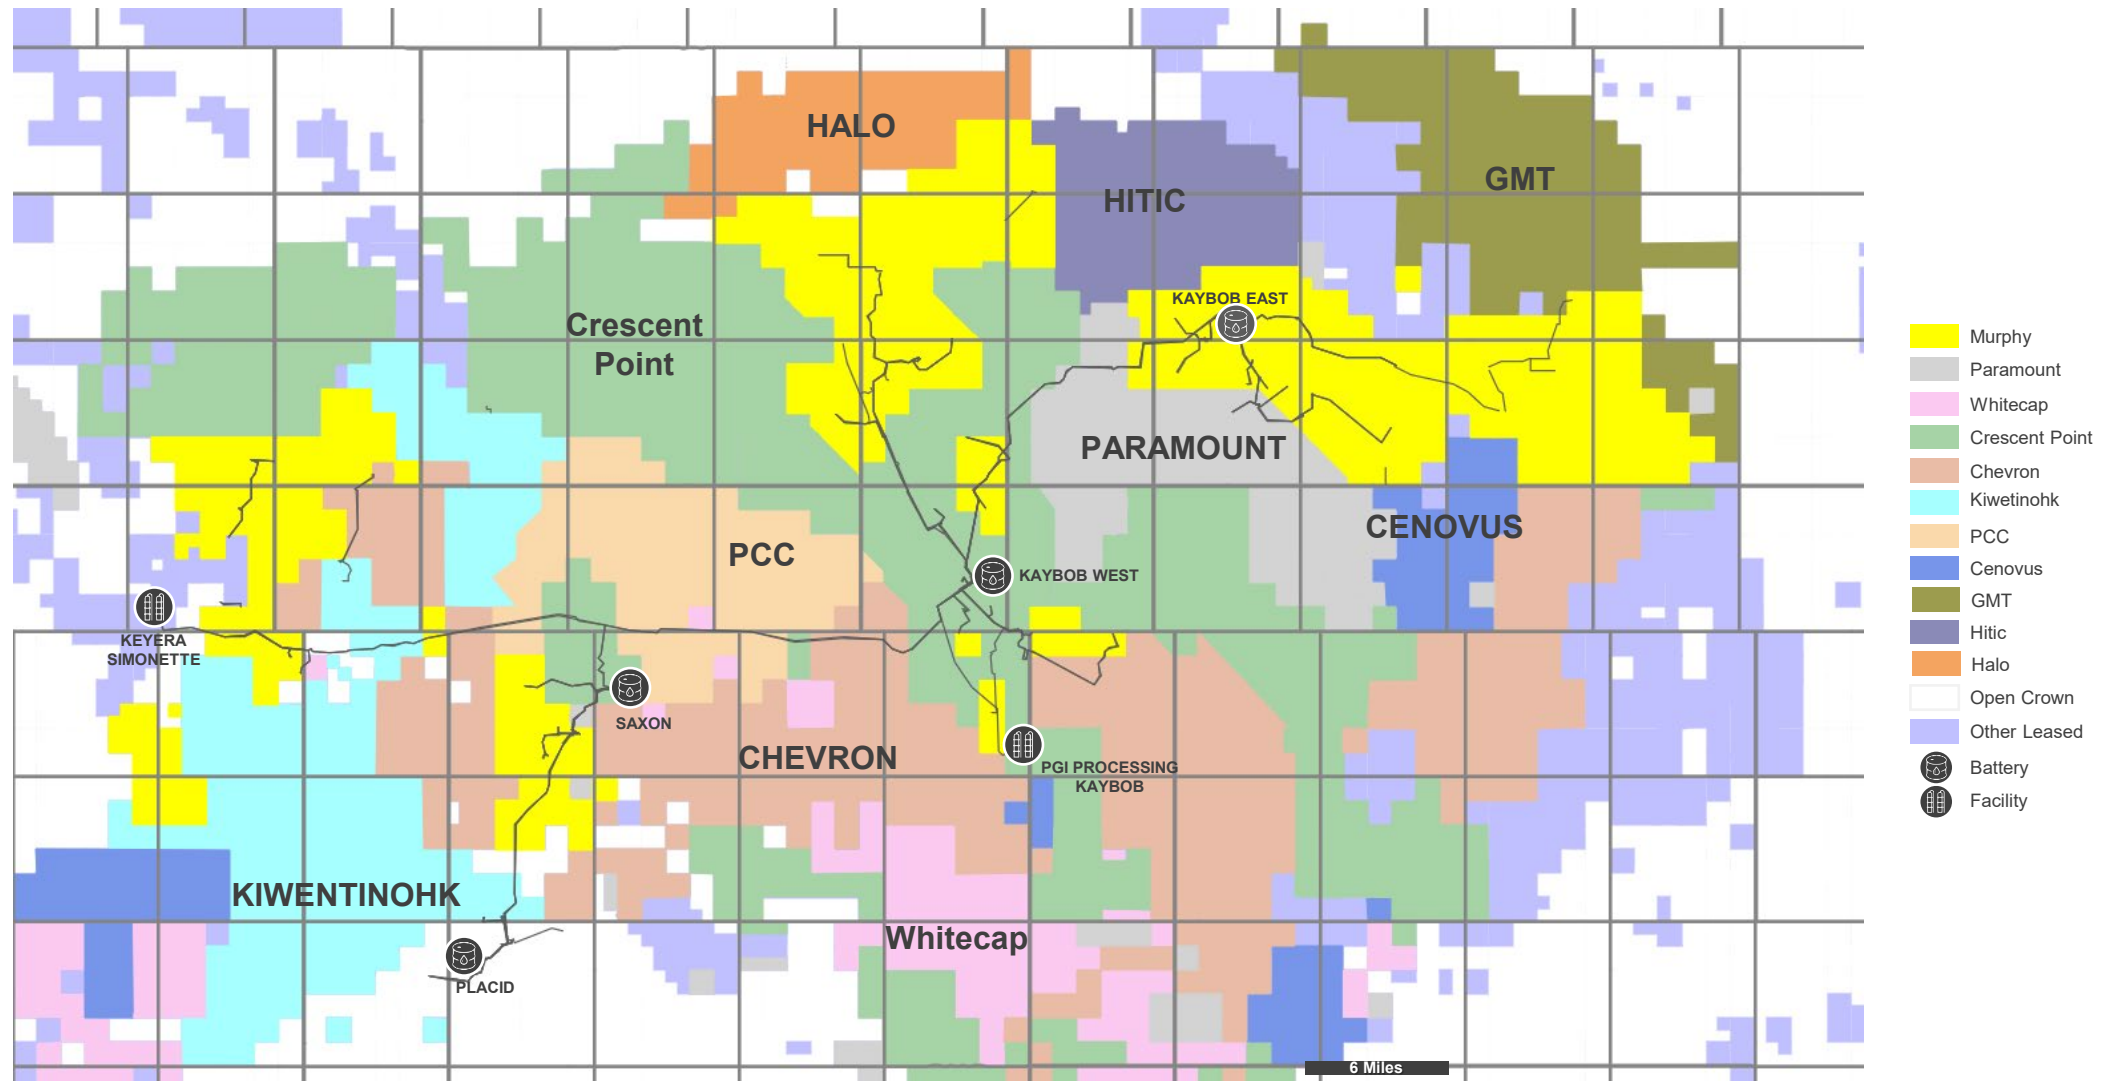 HALO
HITIC
GMT
KAYBOB EAST
Crescent
Point
PARAMOUNT
CENOVUS
PCC
KAYBOB WEST
KEYERA
SIMONETTE
SAXON
CHEVRON
PGI PROCESSING
KAYBOB
KIWENTINOHK
Whitecap
PLACID
6 Miles
Murphy
Paramount
Whitecap
Crescent Point
Chevron
Kiwetinohk
PCC
Cenovus
GMT
Hitic
Halo
Open Crown
Other Leased
Battery
Facility